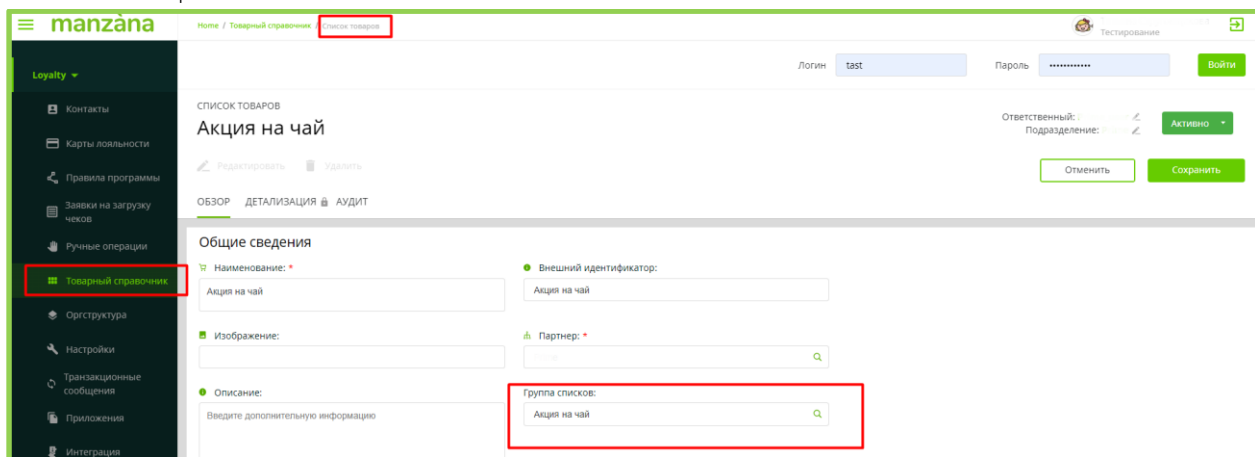 manzàna
Home / Товарный справочник / Список товаров
Тестирование
Loyalty
Логин tast Пароль •••••••••••• Войти
Контакты
Карты лояльности
Правила программы
Заявки на загрузку
чеков
Ручные операции
Товарный справочник
Оргструктура
Настройки
Транзакционные
сообщения
Приложения
Интеграция
СПИСОК ТОВАРОВ
Акция на чай
Ответственный:
Подразделение:
Активно
Редактировать Удалить
Отменить Сохранить
ОБЗОР ДЕТАЛИЗАЦИЯ АУДИТ
Общие сведения
Наименование: * Внешний идентификатор:
Акция на чай Акция на чай
Изображение: Партнер: *
Описание: Группа списков:
Введите дополнительную информацию Акция на чай